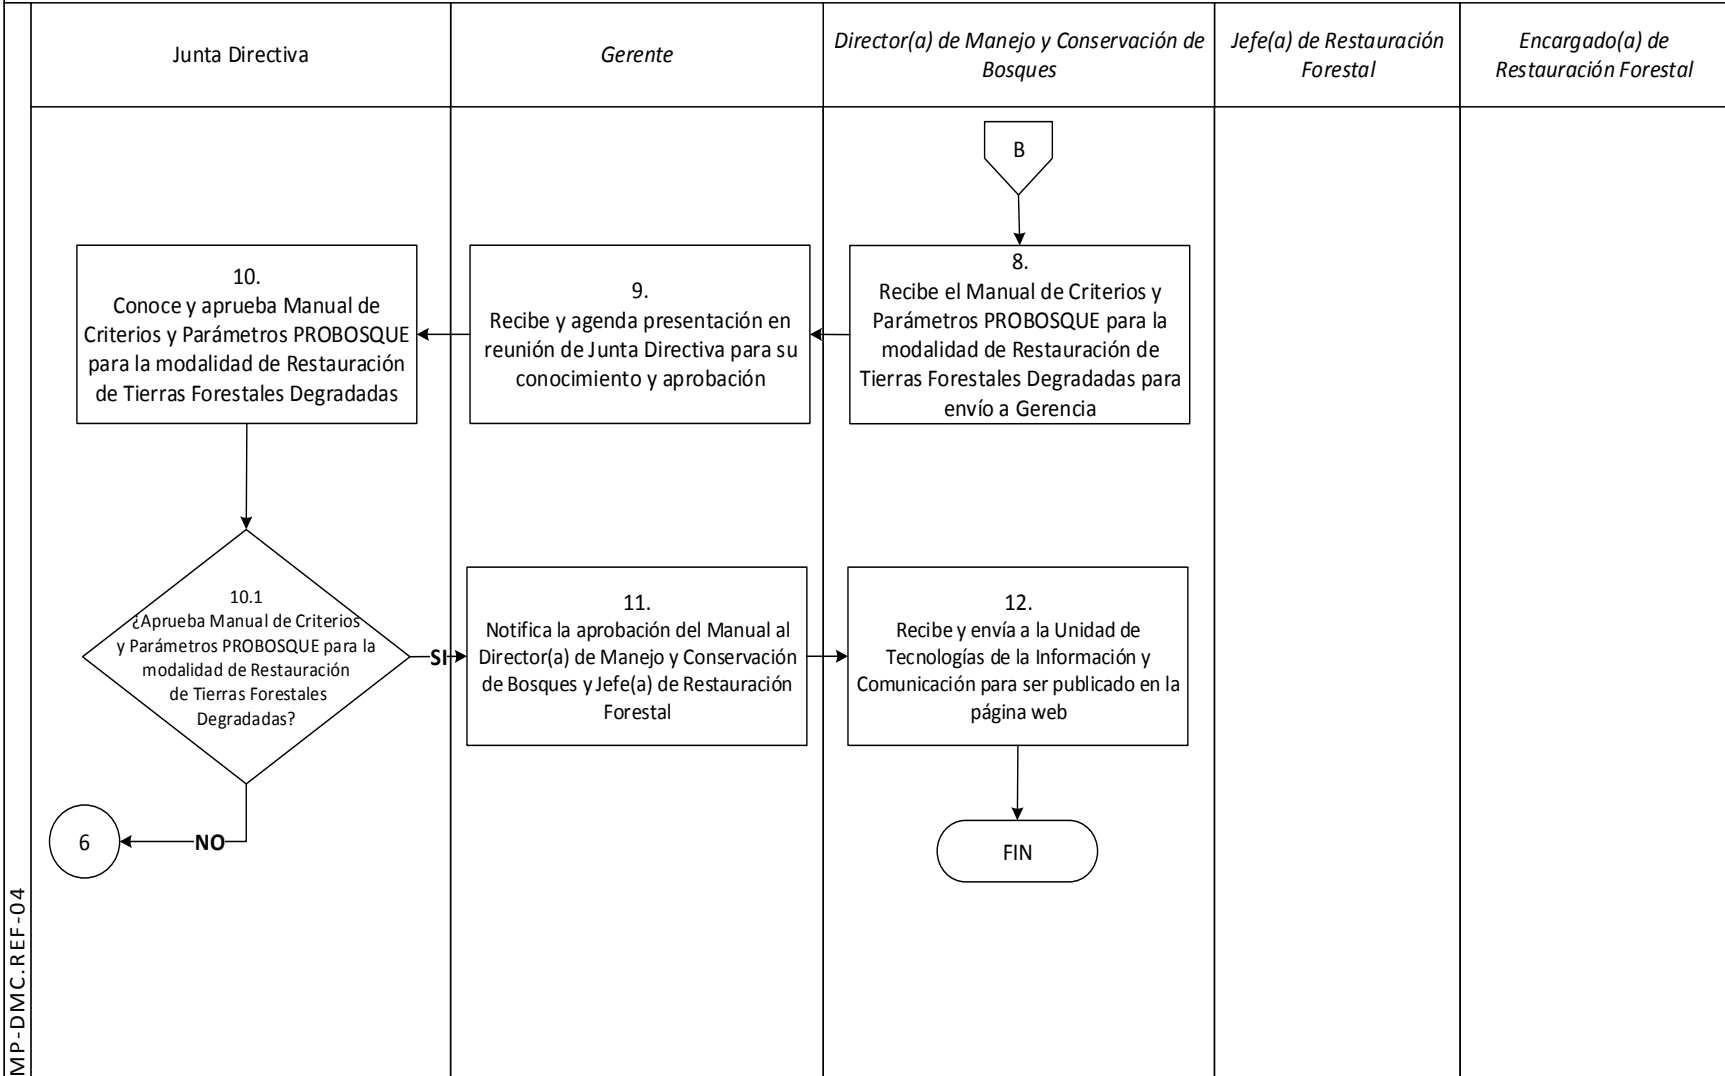 Junta Directiva
Gerente
Director(a) de Manejo y Conservación de
Bosques
Jefe(a) de Restauración
Forestal
Encargado(a) de
Restauración Forestal
B
10.
Conoce y aprueba Manual de
Criterios y Parámetros PROBOSQUE
para la modalidad de Restauración
de Tierras Forestales Degradadas
9.
Recibe y agenda presentación en
reunión de Junta Directiva para su
conocimiento y aprobación
8.
Recibe el Manual de Criterios y
Parámetros PROBOSQUE para la
modalidad de Restauración de
Tierras Forestales Degradadas para
envío a Gerencia
10.1
¿Aprueba Manual de Criterios
y Parámetros PROBOSQUE para la
modalidad de Restauración
de Tierras Forestales
Degradadas?
SI
11.
Notifica la aprobación del Manual al
Director(a) de Manejo y Conservación
de Bosques y Jefe(a) de Restauración
Forestal
12.
Recibe y envía a la Unidad de
Tecnologías de la Información y
Comunicación para ser publicado en la
página web
6
NO
FIN
MP-DMC.REF-04